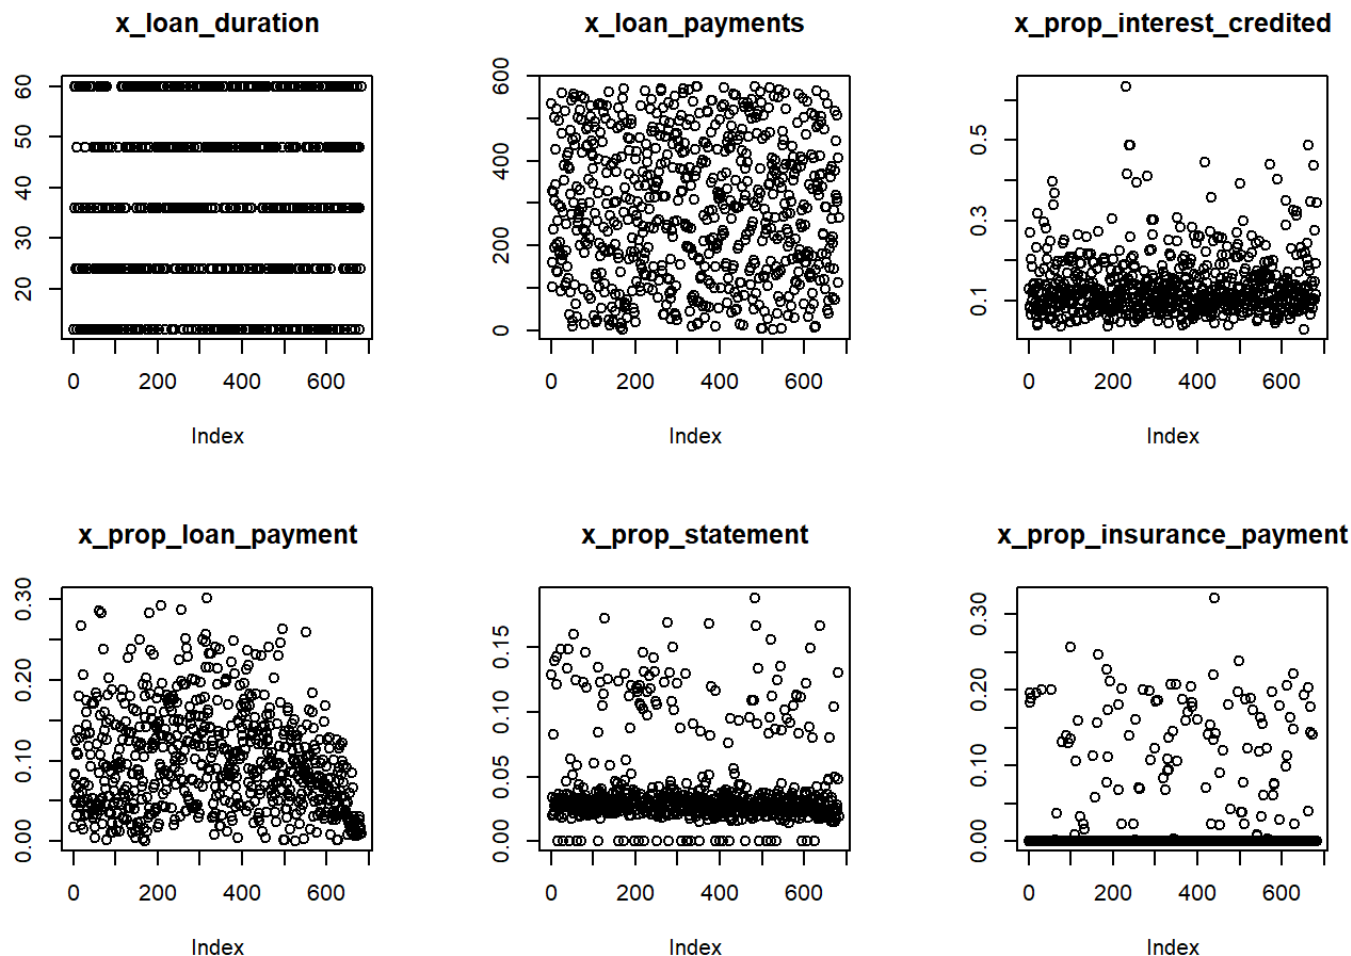 x_loan_duration
60
50
40
30
20
0 200 400 600
Index
x_loan_payments
600
400
200
0
0 200 400 600
Index
x_prop_interest_credited
0.5
0.3
0.1
0 200 400 600
Index
x_prop_loan_payment
0.30
0.20
0.10
0.00
0 200 400 600
Index
x_prop_statement
0.15
0.10
0.05
0.00
0 200 400 600
Index
x_prop_insurance_payment
0.30
0.20
0.10
0.00
0 200 400 600
Index